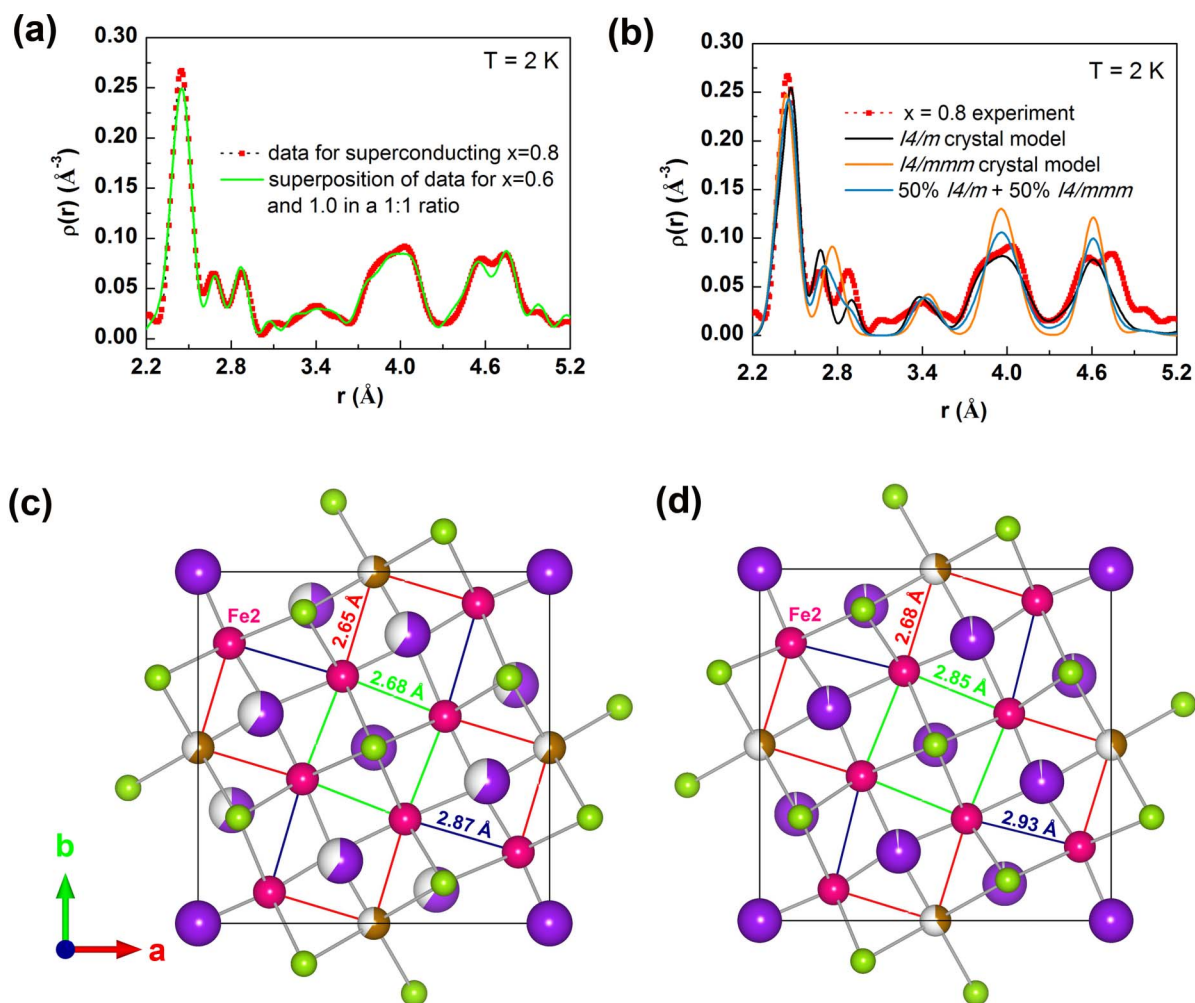 (a)
0.30
0.25
0.20
0.15
0.10
0.05
0.00
ρ(r) (Å⁻³)
T = 2 K
data for superconducting x=0.8
superposition of data for x=0.6
and 1.0 in a 1:1 ratio
2.2 2.8 3.4 4.0 4.6 5.2
r (Å)
(b)
0.30
0.25
0.20
0.15
0.10
0.05
0.00
ρ(r) (Å⁻³)
T = 2 K
x = 0.8 experiment
I4/m crystal model
I4/mmm crystal model
50% I4/m + 50% I4/mmm
2.2 2.8 3.4 4.0 4.6 5.2
r (Å)
(c)
Fe2
2.65 Å
2.68 Å
2.87 Å
b
a
(d)
Fe2
2.68 Å
2.85 Å
2.93 Å